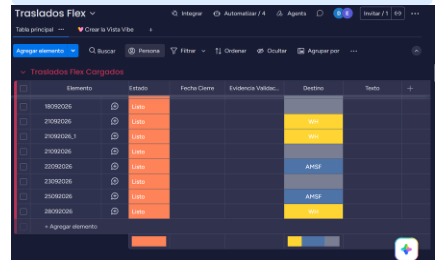 Traslados Flex
Integrar
Automatizar / 4
Agents
Invitar / 1
Tabla principal
Crear la Vista Vibe
+
Agregar elemento
Buscar
Persona
Filtrar
Ordenar
Ocultar
Agrupar por
Traslados Flex Cargados
Elemento Estado Fecha Cierre Evidencia Validac... Destino Texto +
18092026 Listo
21092026 Listo WH
21092026_1 Listo WH
21092026 Listo
22092026 Listo AMSF
23092026 Listo
25092026 Listo AMSF
28092026 Listo WH
+ Agregar elemento